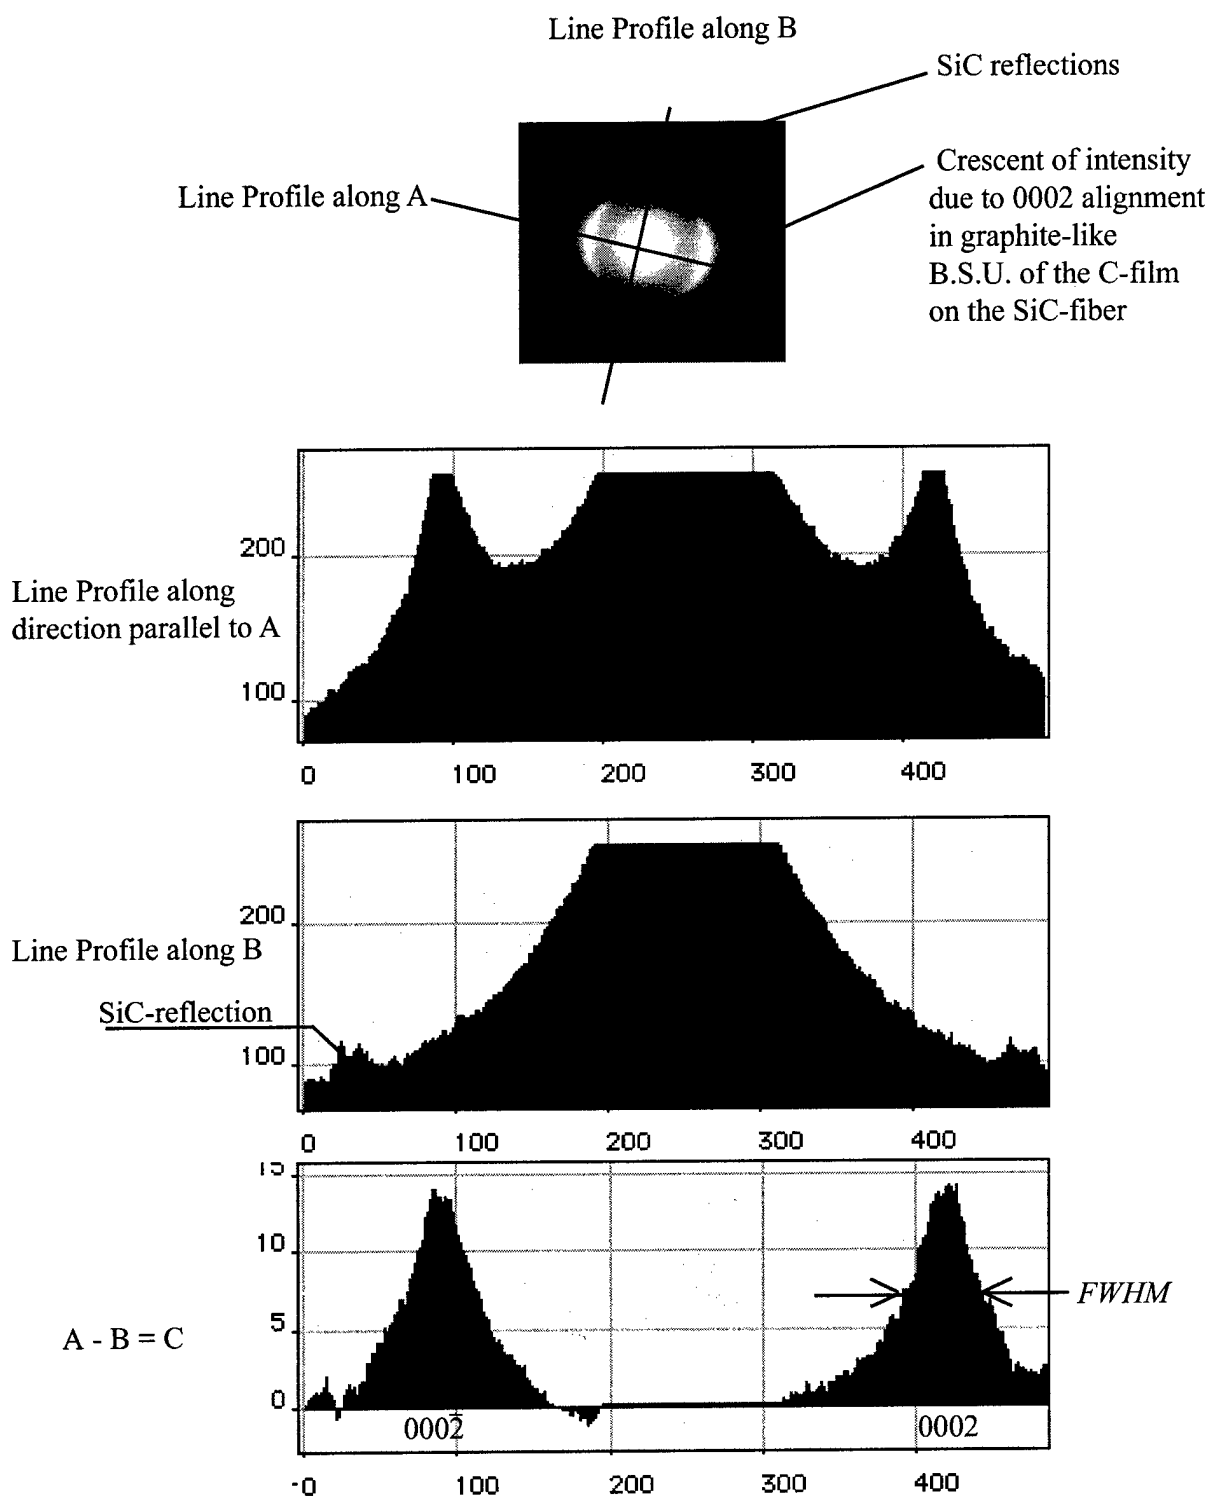 Line Profile along B
SiC reflections
Crescent of intensity
due to 0002 alignment
in graphite-like
B.S.U. of the C-film
on the SiC-fiber
Line Profile along A
200
100
Line Profile along
direction parallel to A
0 100 200 300 400
200
100
Line Profile along B
SiC-reflection
0 100 200 300 400
15
10
5
0
FWHM
A - B = C
0002̄
0002
-0 100 200 300 400